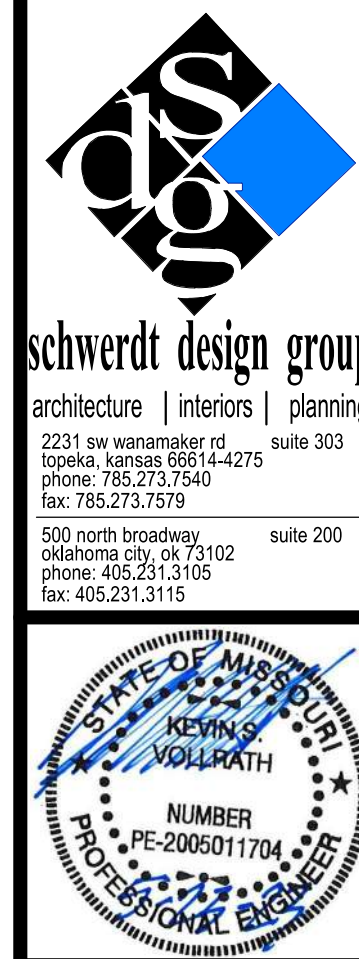 sdg
schwerdt design group
architecture | interiors | planning
2231 sw wanamaker rd suite 303
topeka, kansas 66614-4275
phone: 785.273.7540
fax: 785.273.7579
500 north broadway suite 200
oklahoma city, ok 73102
phone: 405.231.3105
fax: 405.231.3115
STATE OF MISSOURI
KEVIN S.
VOLLRATH
NUMBER
PE-2005011704
PROFESSIONAL ENGINEER